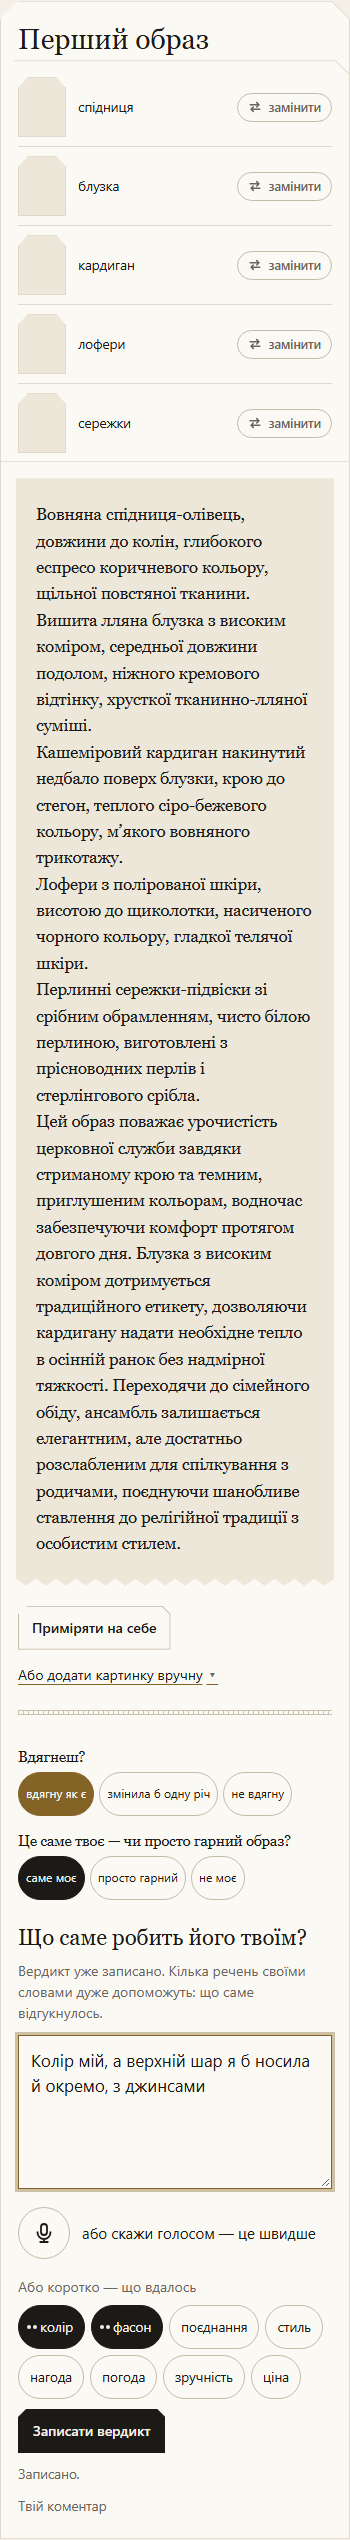 Перший образ
спідниця
замінити
блузка
замінити
кардиган
замінити
лофери
замінити
сережки
замінити
Вовняна спідниця-олівець,
довжини до колін, глибокого
еспресо коричневого кольору,
щільної повстяної тканини.
Вишита лляна блузка з високим
коміром, середньої довжини
подолом, ніжного кремового
відтінку, хрусткої тканинно-лляної
суміші.
Кашеміровий кардиган накинутий
недбало поверх блузки, крою до
стегон, теплого сіро-бежевого
кольору, м’якого вовняного
трикотажу.
Лофери з полірованої шкіри,
висотою до щиколотки, насиченого
чорного кольору, гладкої телячої
шкіри.
Перлинні сережки-підвіски зі
срібним обрамленням, чисто білою
перлиною, виготовлені з
прісноводних перлів і
стерлінгового срібла.
Цей образ поважає урочистість
церковної служби завдяки
стриманому крою та темним,
приглушеним кольорам, водночас
забезпечуючи комфорт протягом
довгого дня. Блузка з високим
коміром дотримується
традиційного етикету, дозволяючи
кардигану надати необхідне тепло
в осінній ранок без надмірної
тяжкості. Переходячи до сімейного
обіду, ансамбль залишається
елегантним, але достатньо
розслабленим для спілкування з
родичами, поєднуючи шанобливе
ставлення до релігійної традиції з
особистим стилем.
Приміряти на себе
Або додати картинку вручну
Вдягнеш?
вдягну як є
змінила б одну річ
не вдягну
Це саме твоє — чи просто гарний образ?
саме моє
просто гарний
не моє
Що саме робить його твоїм?
Вердикт уже записано. Кілька речень своїми
словами дуже допоможуть: що саме
відгукнулось.
Колір мій, а верхній шар я б носила
й окремо, з джинсами
або скажи голосом — це швидше
Або коротко — що вдалось
колір
фасон
поєднання
стиль
нагода
погода
зручність
ціна
Записати вердикт
Записано.
Твій коментар